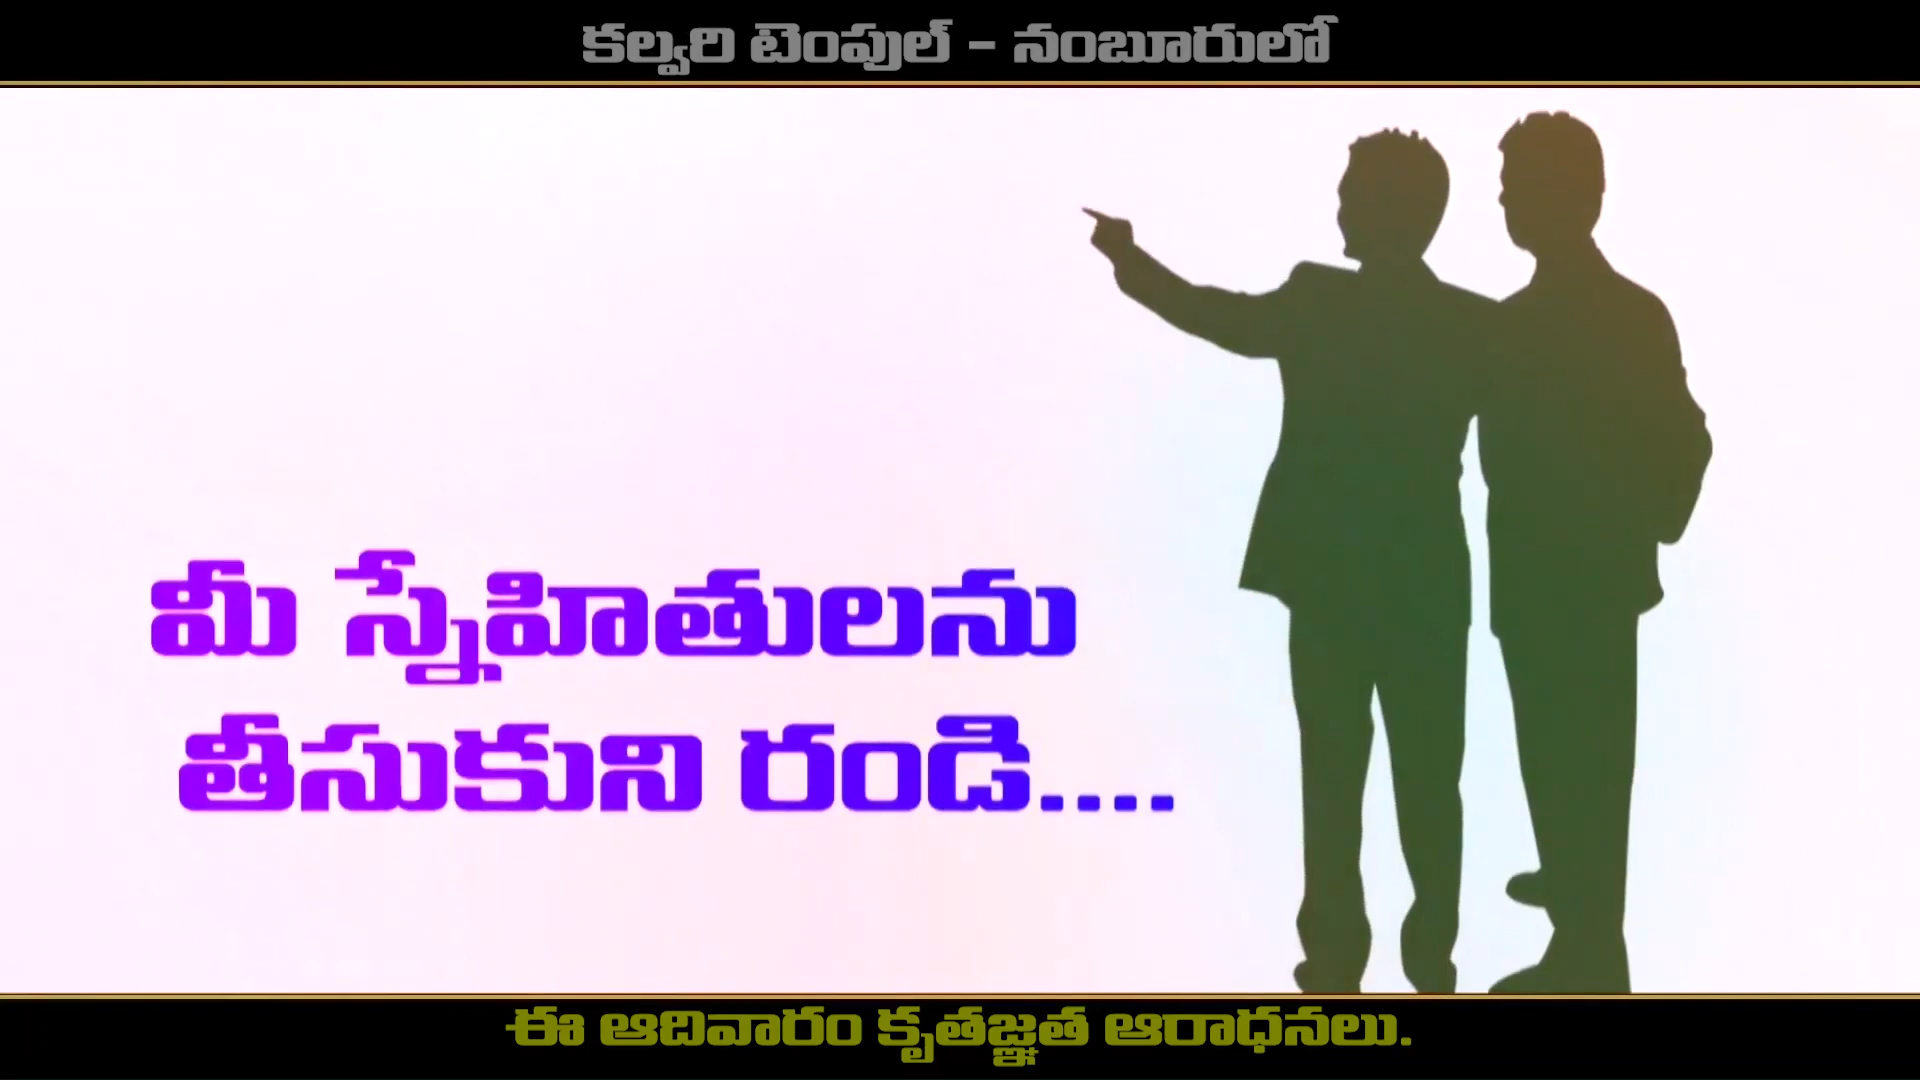 కల్వరి టెంపుల్ - నంబూరులో
మీ స్నేహితులను
తీసుకుని రండి....
ఈ ఆదివారం కృతజ్ఞత ఆరాధనలు.